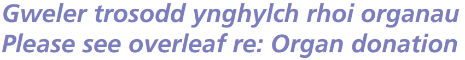 Gweler trosodd ynghylch rhoi organau
Please see overleaf re: Organ donation